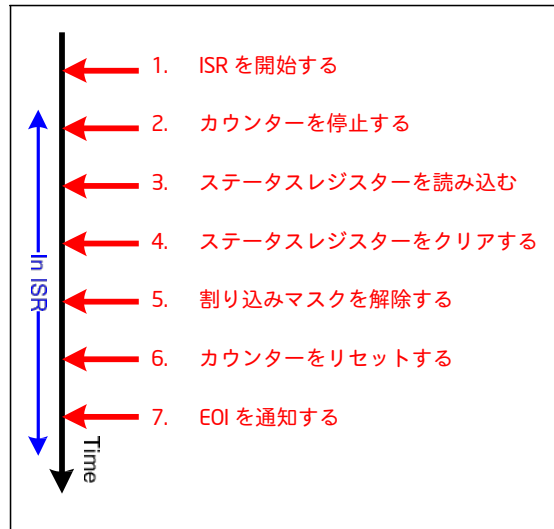 1. ISR を開始する
2. カウンターを停止する
3. ステータスレジスターを読み込む
4. ステータスレジスターをクリアする
5. 割り込みマスクを解除する
6. カウンターをリセットする
7. EOI を通知する
In ISR
Time